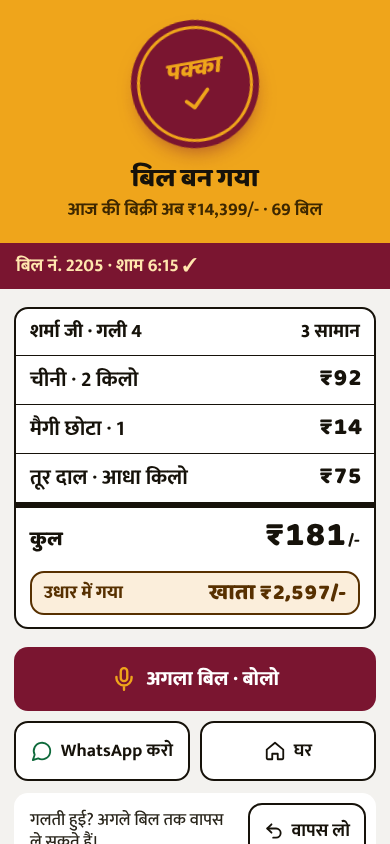 पक्का
बिल बन गया
आज की बिक्री अब ₹14,399/- · 69 बिल
बिल नं. 2205 · शाम 6:15 ✓
शर्मा जी · गली 4 3 सामान
चीनी · 2 किलो ₹92
मैगी छोटा · 1 ₹14
तूर दाल · आधा किलो ₹75
कुल ₹181/-
उधार में गया खाता ₹2,597/-
अगला बिल · बोलो
WhatsApp करो घर
गलती हुई? अगले बिल तक वापस
ले सकते हैं।
वापस लो